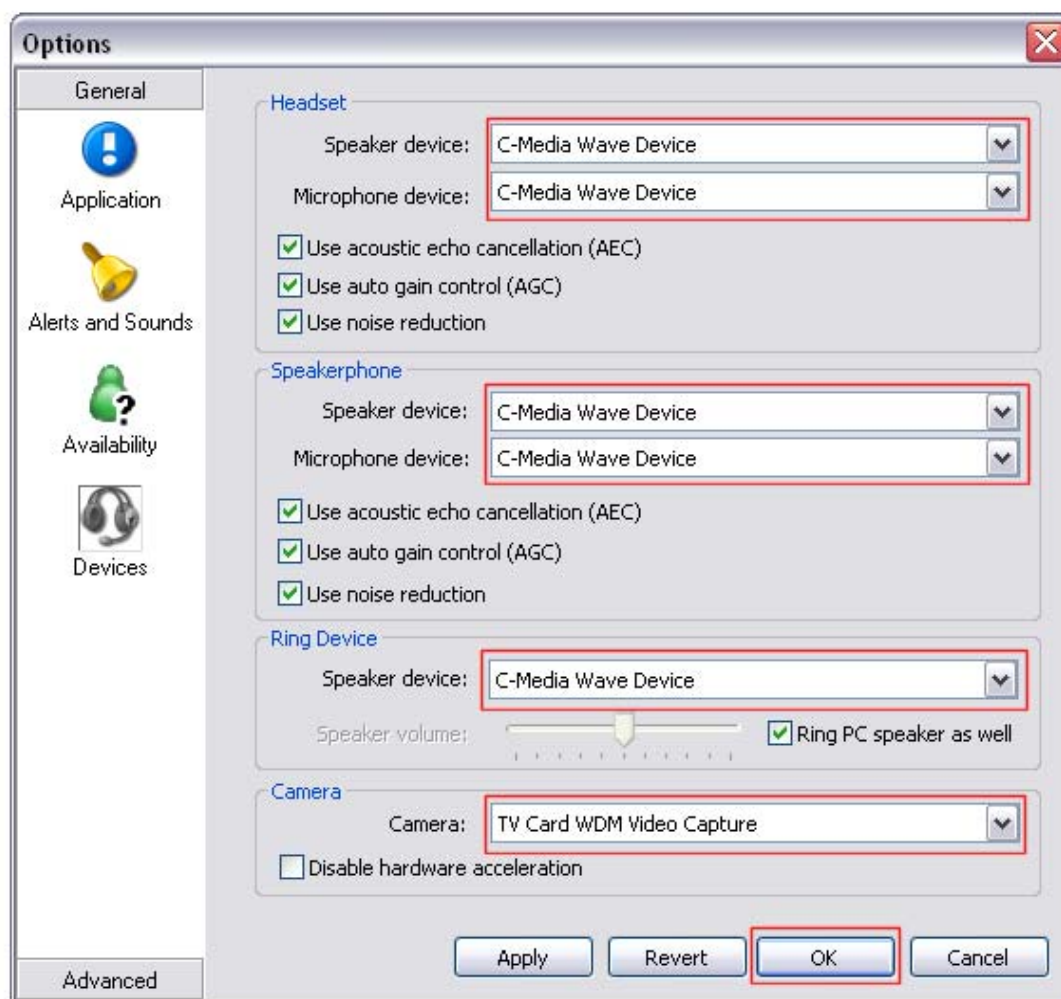 Options
General
Application
Alerts and Sounds
Availability
Devices
Advanced
Headset
Speaker device: C-Media Wave Device
Microphone device: C-Media Wave Device
Use acoustic echo cancellation (AEC)
Use auto gain control (AGC)
Use noise reduction
Speakerphone
Speaker device: C-Media Wave Device
Microphone device: C-Media Wave Device
Use acoustic echo cancellation (AEC)
Use auto gain control (AGC)
Use noise reduction
Ring Device
Speaker device: C-Media Wave Device
Speaker volume: Ring PC speaker as well
Camera
Camera: TV Card WDM Video Capture
Disable hardware acceleration
Apply Revert OK Cancel